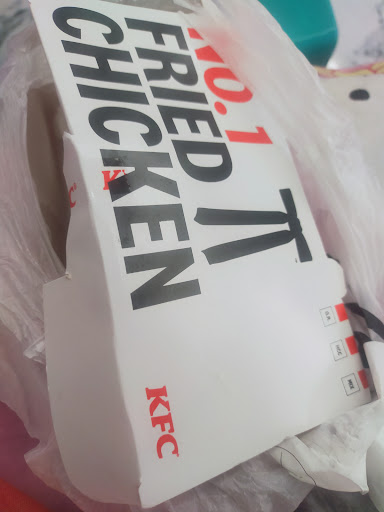 NO. 1
FRIED
CHICKEN
KFC